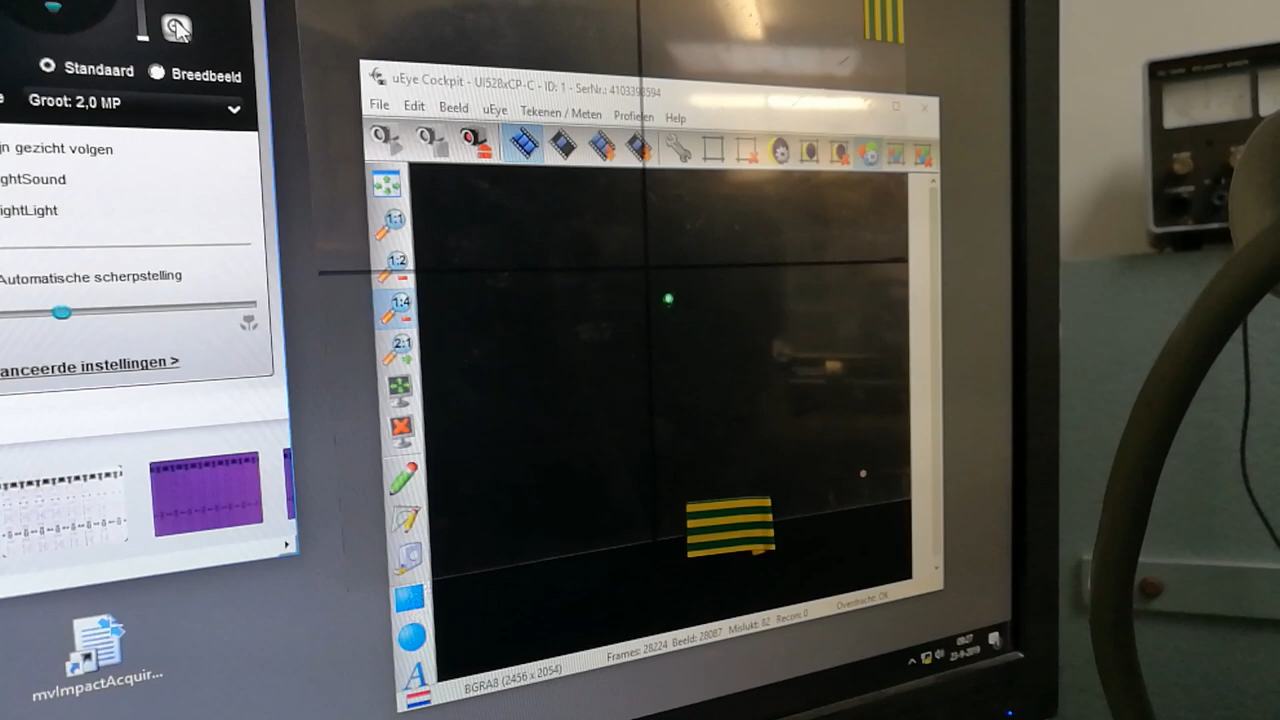 Standaard
Breedbeeld
Groot: 2,0 MP
jn gezicht volgen
ghtSound
ightLight
Automatische scherpstelling
anceerde instellingen >
mvImpactAcquir...
uEye Cockpit - UI528xCP-C - ID: 1 - SerNr.:
File Edit Beeld uEye Tekenen / Meten Profielen Help
1:1
1:2
1:4
2:1
A
BGRA8 (2456 x 2054)
Frames: 28224 Beeld: 28087 Mislukt: 82 Recon: 0
Overdracht: OK